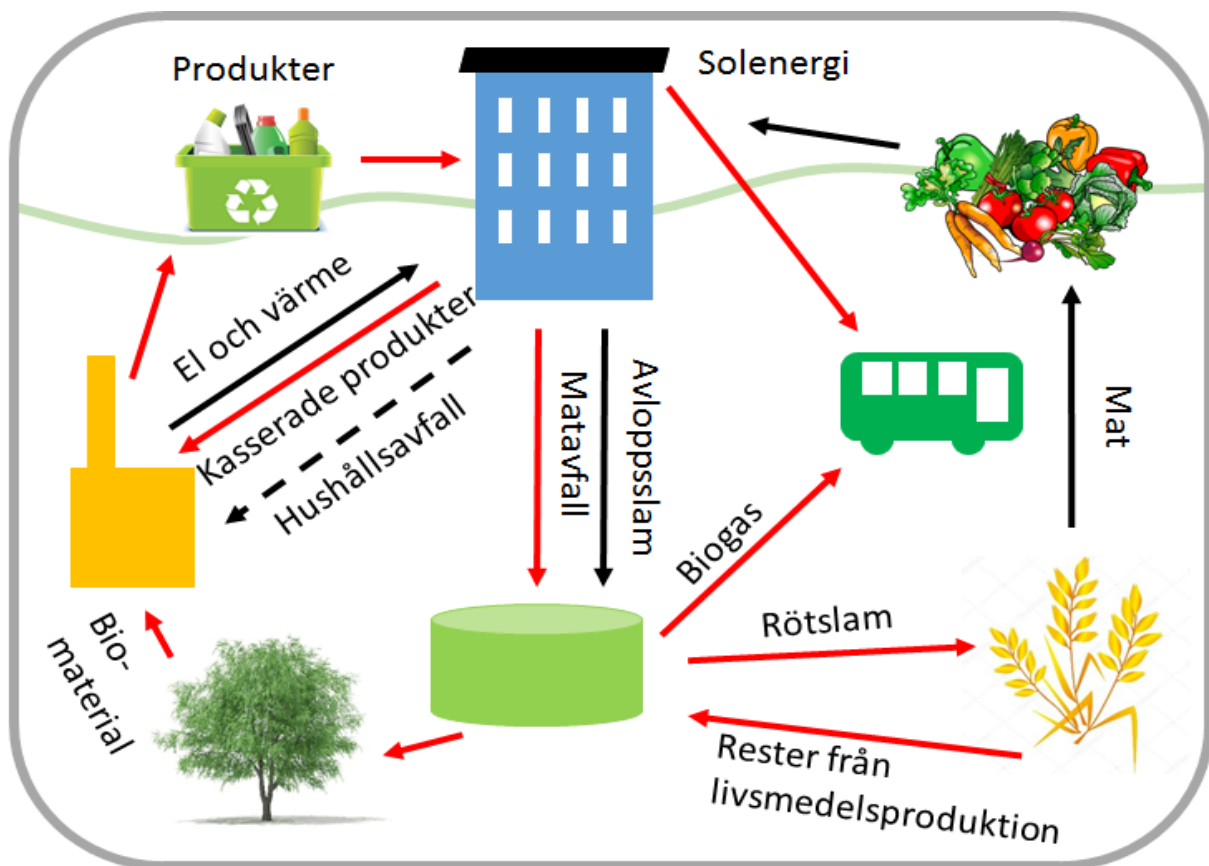 Produkter
Solenergi
El och värme
Kasserade produkter
Hushållsavfall
Matavfall
Avloppsslam
Mat
Biogas
Rötslam
Bio-
material
Rester från
livsmedelsproduktion